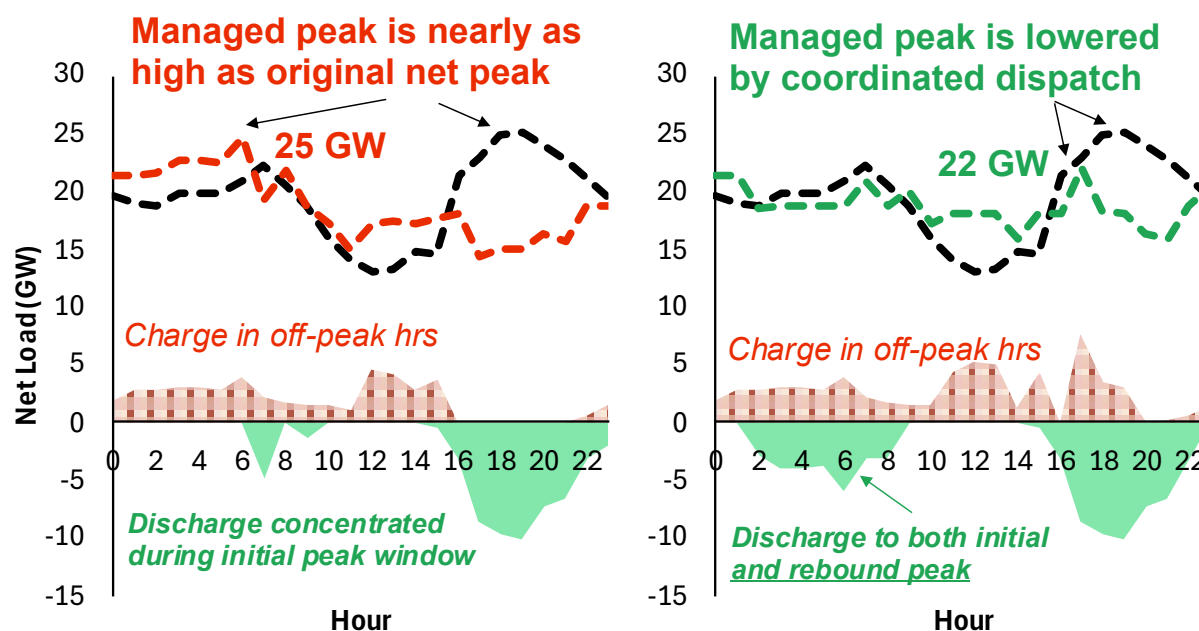 Managed peak is nearly as
high as original net peak
30
25
20
15
10
5
0
-5
-10
-15
Net Load (GW)
25 GW
Charge in off-peak hrs
0 2 4 6 8 10 12 14 16 18 20 22
Discharge concentrated
during initial peak window
Hour
Managed peak is lowered
by coordinated dispatch
30
25
20
15
10
5
0
-5
-10
-15
22 GW
Charge in off-peak hrs
0 2 4 6 8 10 12 14 16 18 20 22
Discharge to both initial
and rebound peak
Hour